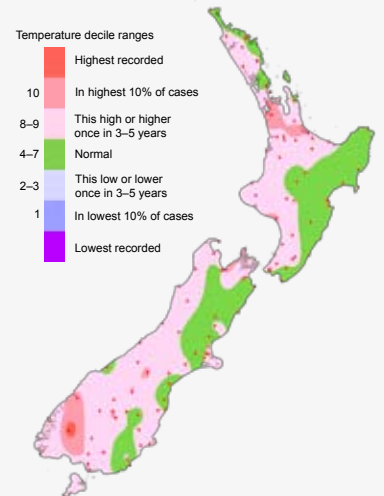 Temperature decile ranges
Highest recorded
10 In highest 10% of cases
8–9 This high or higher
once in 3–5 years
4–7 Normal
2–3 This low or lower
once in 3–5 years
1 In lowest 10% of cases
Lowest recorded